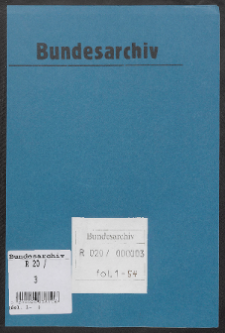 Bundesarchiv
Bundesarchiv
R 020 / 000003
fol. 1-54
Bundesarchiv
R 20 /
3